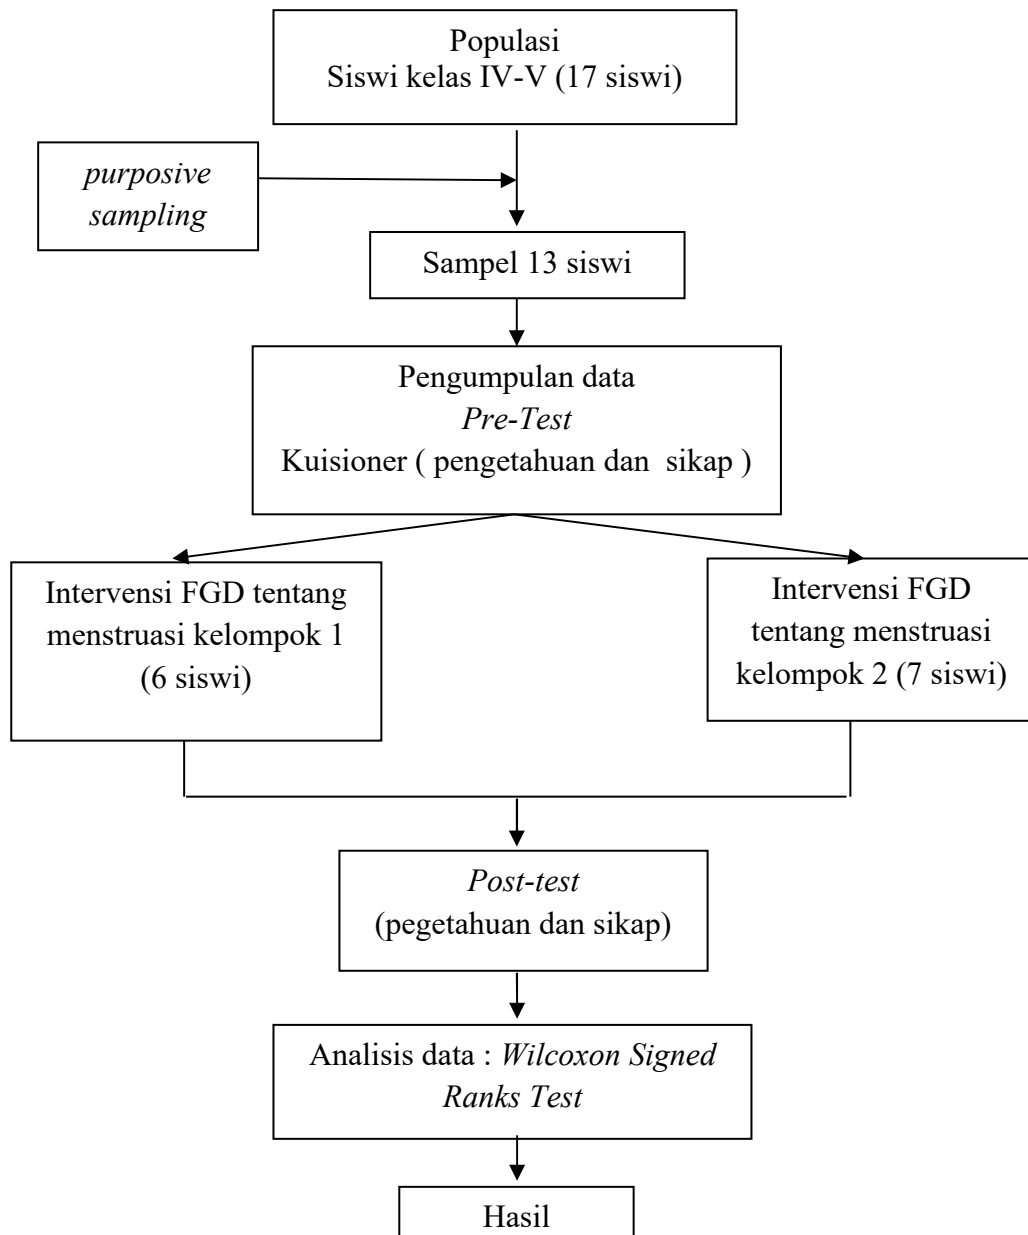 Populasi
Siswi kelas IV-V (17 siswi)
purposive
sampling
Sampel 13 siswi
Pengumpulan data
Pre-Test
Kuisioner ( pengetahuan dan  sikap )
Intervensi FGD tentang
menstruasi kelompok 1
(6 siswi)
Intervensi FGD
tentang menstruasi
kelompok 2 (7 siswi)
Post-test
(pegetahuan dan sikap)
Analisis data : Wilcoxon Signed
Ranks Test
Hasil